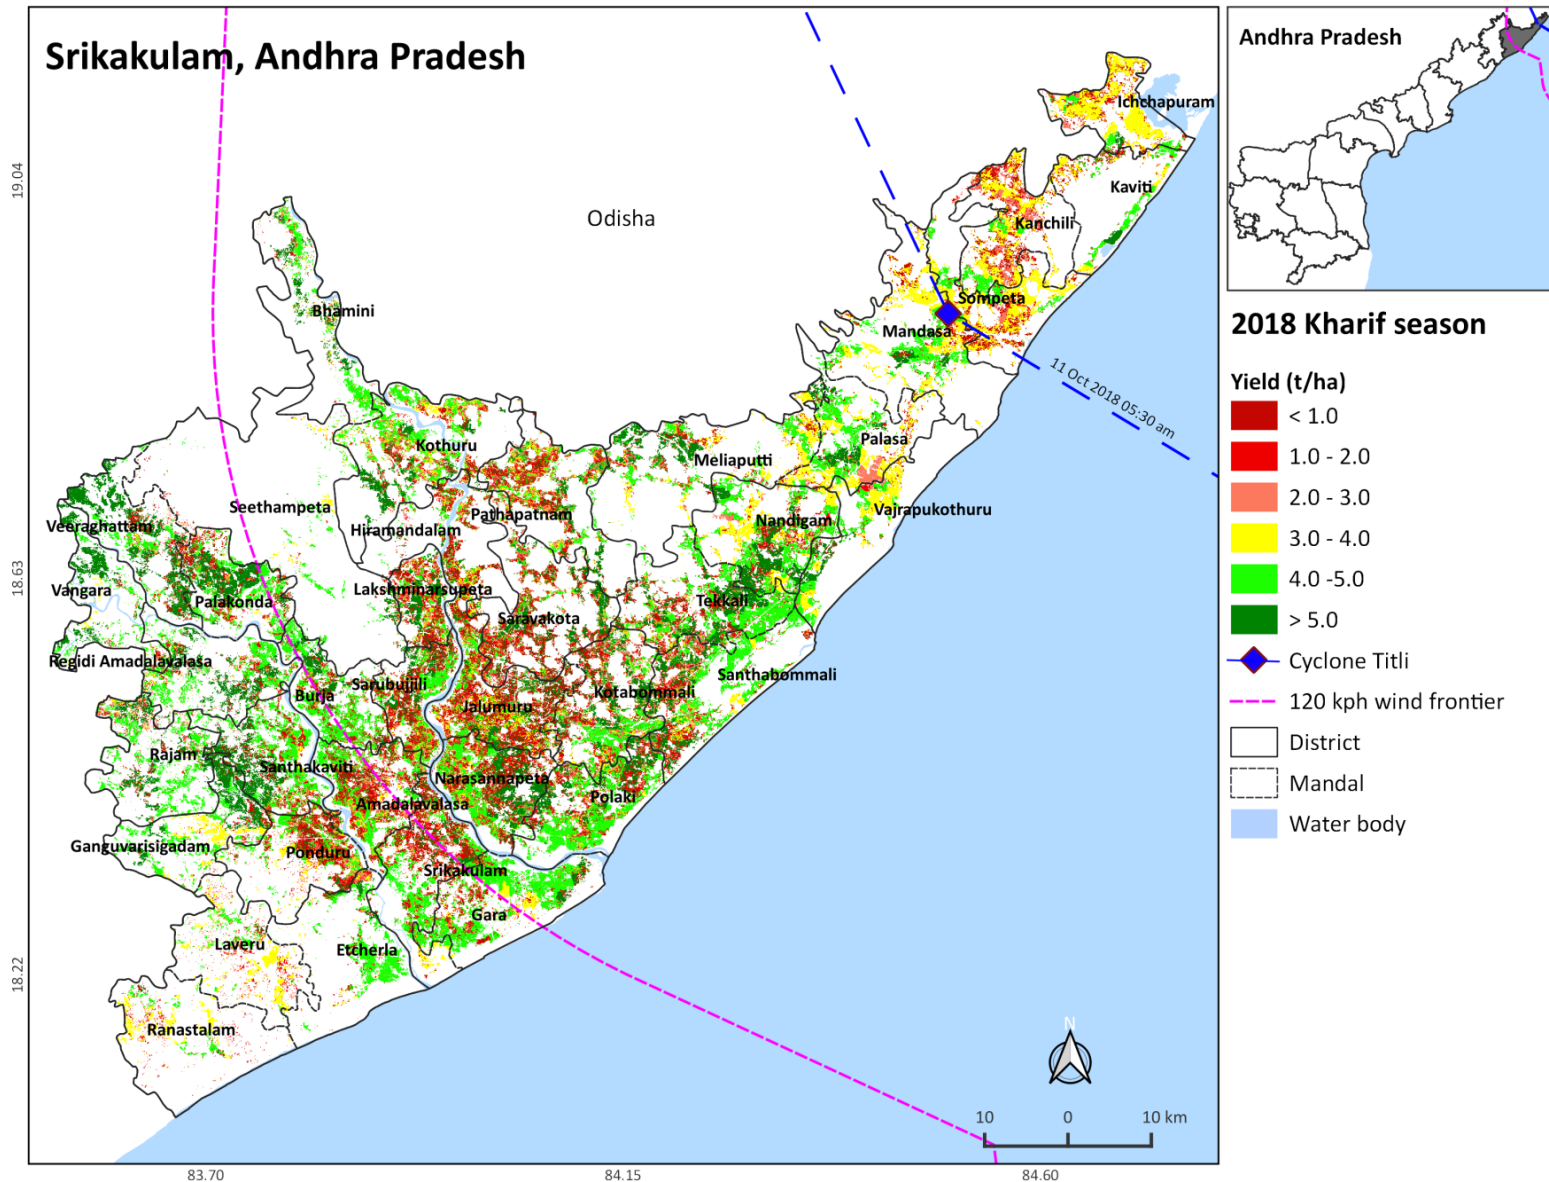 Srikakulam, Andhra Pradesh
Andhra Pradesh
Ichchapuram
Kaviti
Odisha
Kanchili
Sompeta
Bhamini
Mandasa
11 Oct 2018 05:30 am
Palasa
Kothuru
Meliaputti
Seethampeta
Pathapatnam
Vajrapukothuru
Veeraghattam
Hiramandalam
Nandigam
Vangara
Palakonda
Lakshminarsupeta
Tekkali
Saravakota
Regidi Amadalavalasa
Santhabommali
Burja
Sarubujjili
Kotabommali
Jalumuru
Rajam
Santhakaviti
Narasannapeta
Amadalavalasa
Polaki
Ganguvarisigadam
Ponduru
Srikakulam
Gara
Laveru
Etcherla
Ranastalam
2018 Kharif season
Yield (t/ha)
< 1.0
1.0 - 2.0
2.0 - 3.0
3.0 - 4.0
4.0 -5.0
> 5.0
Cyclone Titli
120 kph wind frontier
District
Mandal
Water body
N
10 0 10 km
19.04
18.63
18.22
83.70 84.15 84.60